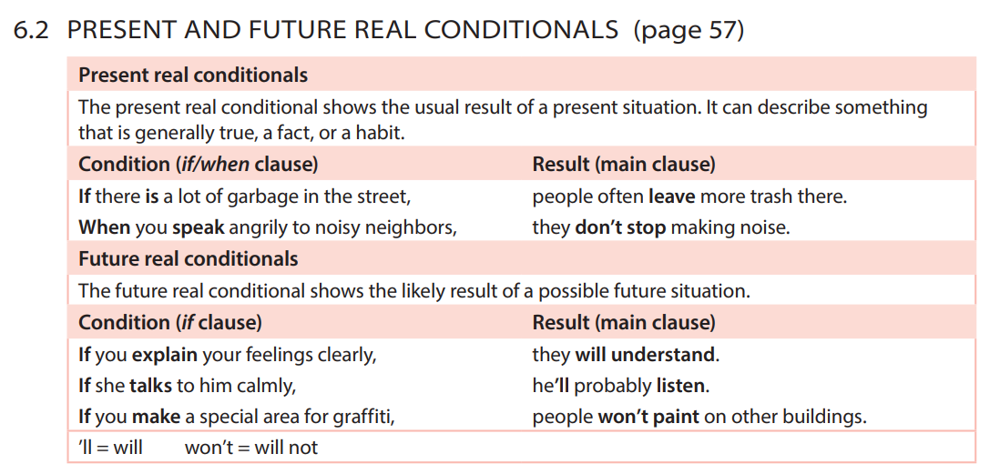 6.2 PRESENT AND FUTURE REAL CONDITIONALS (page 57)
Present real conditionals
The present real conditional shows the usual result of a present situation. It can describe something
that is generally true, a fact, or a habit.
Condition (if/when clause) Result (main clause)
If there is a lot of garbage in the street, people often leave more trash there.
When you speak angrily to noisy neighbors, they don't stop making noise.
Future real conditionals
The future real conditional shows the likely result of a possible future situation.
Condition (if clause) Result (main clause)
If you explain your feelings clearly, they will understand.
If she talks to him calmly, he'll probably listen.
If you make a special area for graffiti, people won't paint on other buildings.
'll = will won't = will not